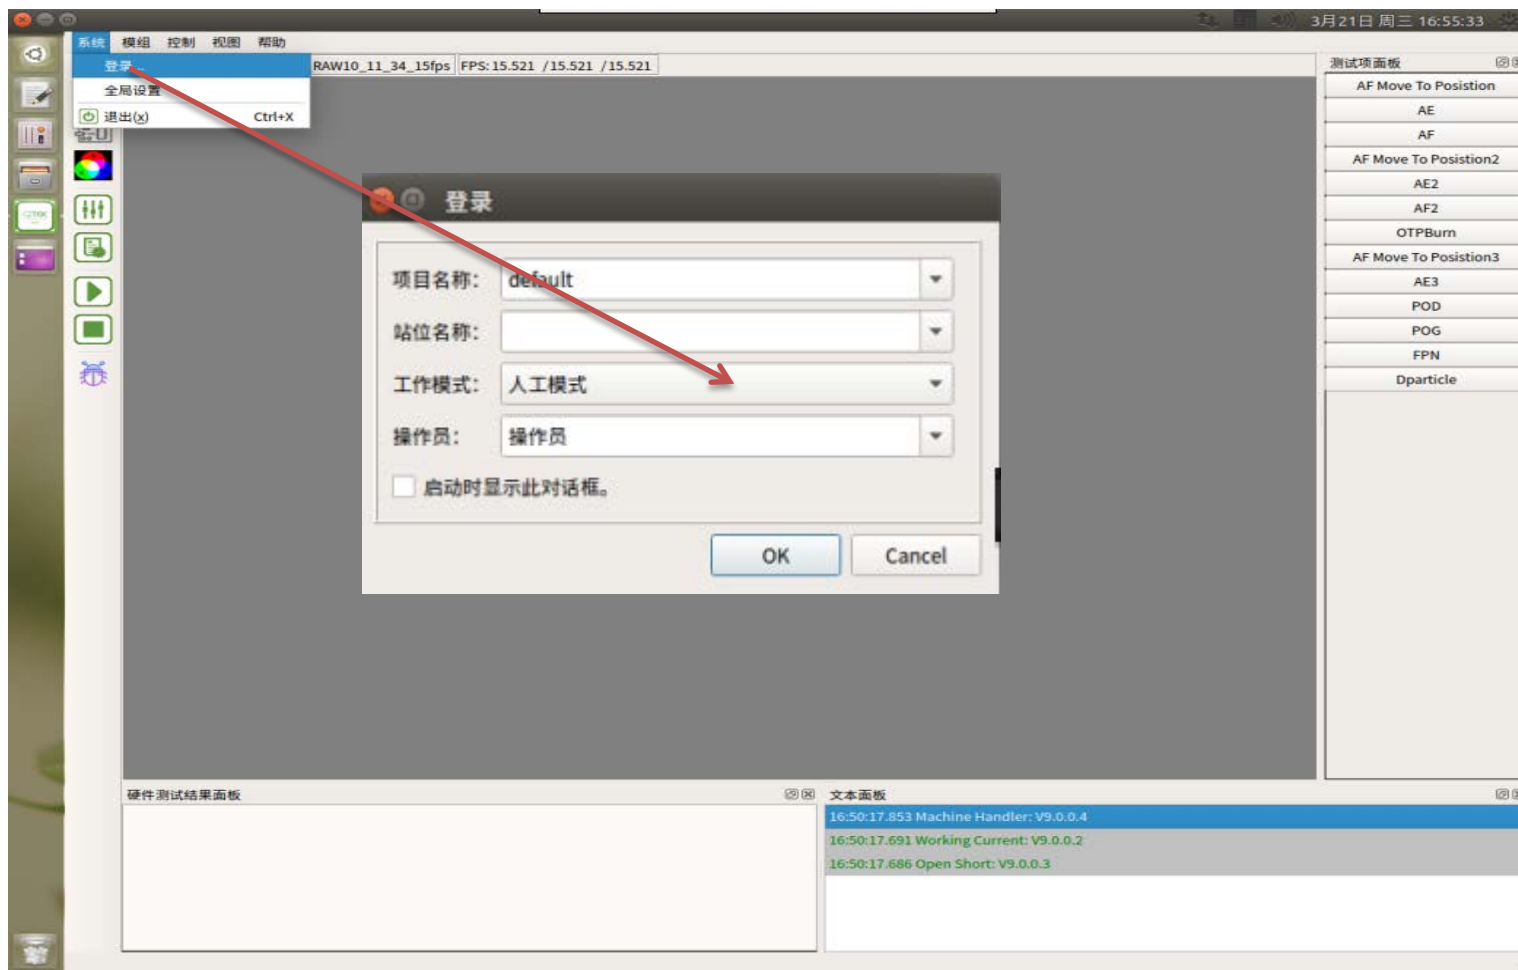 3月21日 周三 16:55:33
系统 模组 控制 视图 帮助
登录...
全局设置
退出(x) Ctrl+X
RAW10_11_34_15fps FPS:15.521 /15.521 /15.521
测试项面板
AF Move To Posistion
AE
AF
AF Move To Posistion2
AE2
AF2
OTPBurn
AF Move To Posistion3
AE3
POD
POG
FPN
Dparticle
登录
项目名称: default
站位名称:
工作模式: 人工模式
操作员: 操作员
启动时显示此对话框。
OK Cancel
硬件测试结果面板
文本面板
16:50:17.853 Machine Handler: V9.0.0.4
16:50:17.691 Working Current: V9.0.0.2
16:50:17.686 Open Short: V9.0.0.3